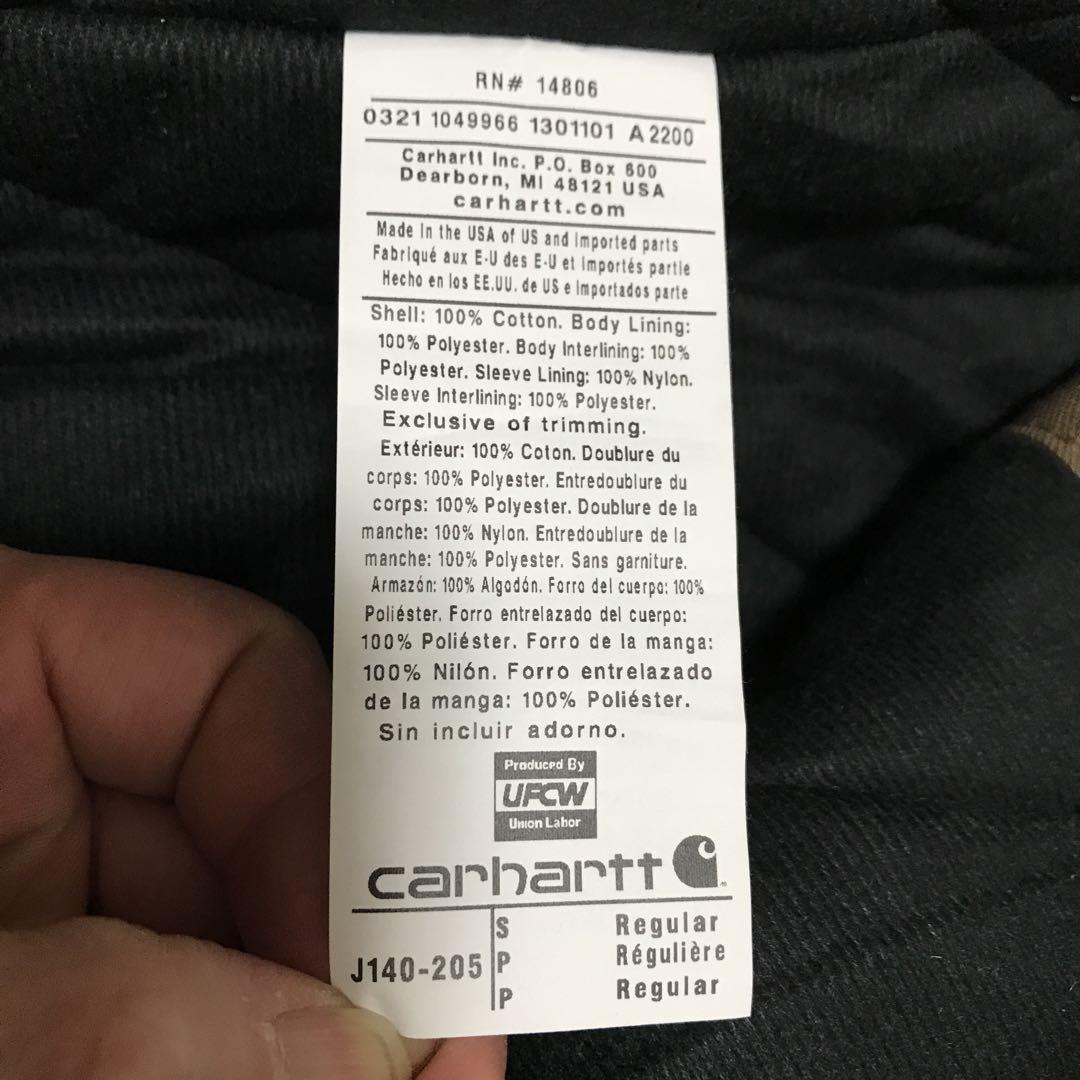 RN# 14806
0321 1049966 1301101 A2200
Carhartt Inc. P.O. Box 600
Dearborn, MI 48121 USA
carhartt.com
Made in the USA of US and imported parts
Fabriqué aux E-U des E-U et importés partie
Hecho en los EE.UU. de US e importados parte
Shell: 100% Cotton. Body Lining:
100% Polyester. Body Interlining: 100%
Polyester. Sleeve Lining: 100% Nylon.
Sleeve Interlining: 100% Polyester.
Exclusive of trimming.
Extérieur: 100% Coton. Doublure du
corps: 100% Polyester. Entredoublure du
corps: 100% Polyester. Doublure de la
manche: 100% Nylon. Entredoublure de la
manche: 100% Polyester. Sans garniture.
Armazón: 100% Algodón. Forro del cuerpo: 100%
Poliéster. Forro entrelazado del cuerpo:
100% Poliéster. Forro de la manga:
100% Nilón. Forro entrelazado
de la manga: 100% Poliéster.
Sin incluir adorno.
Produced By
UFCW
Union Labor
carhartt
S Regular
J140-205 P Régulière
P Regular